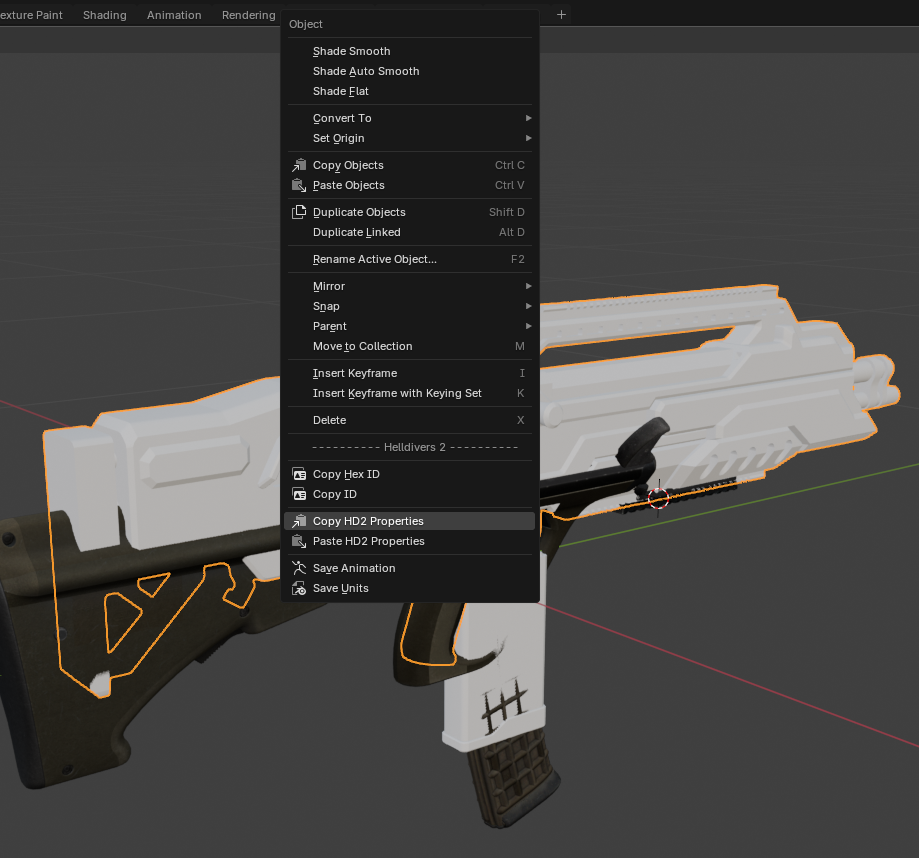 exture Paint Shading Animation Rendering +
Object
Shade Smooth
Shade Auto Smooth
Shade Flat
Convert To
Set Origin
Copy Objects Ctrl C
Paste Objects Ctrl V
Duplicate Objects Shift D
Duplicate Linked Alt D
Rename Active Object... F2
Mirror
Snap
Parent
Move to Collection M
Insert Keyframe I
Insert Keyframe with Keying Set K
Delete X
---------- Helldivers 2 ----------
Copy Hex ID
Copy ID
Copy HD2 Properties
Paste HD2 Properties
Save Animation
Save Units